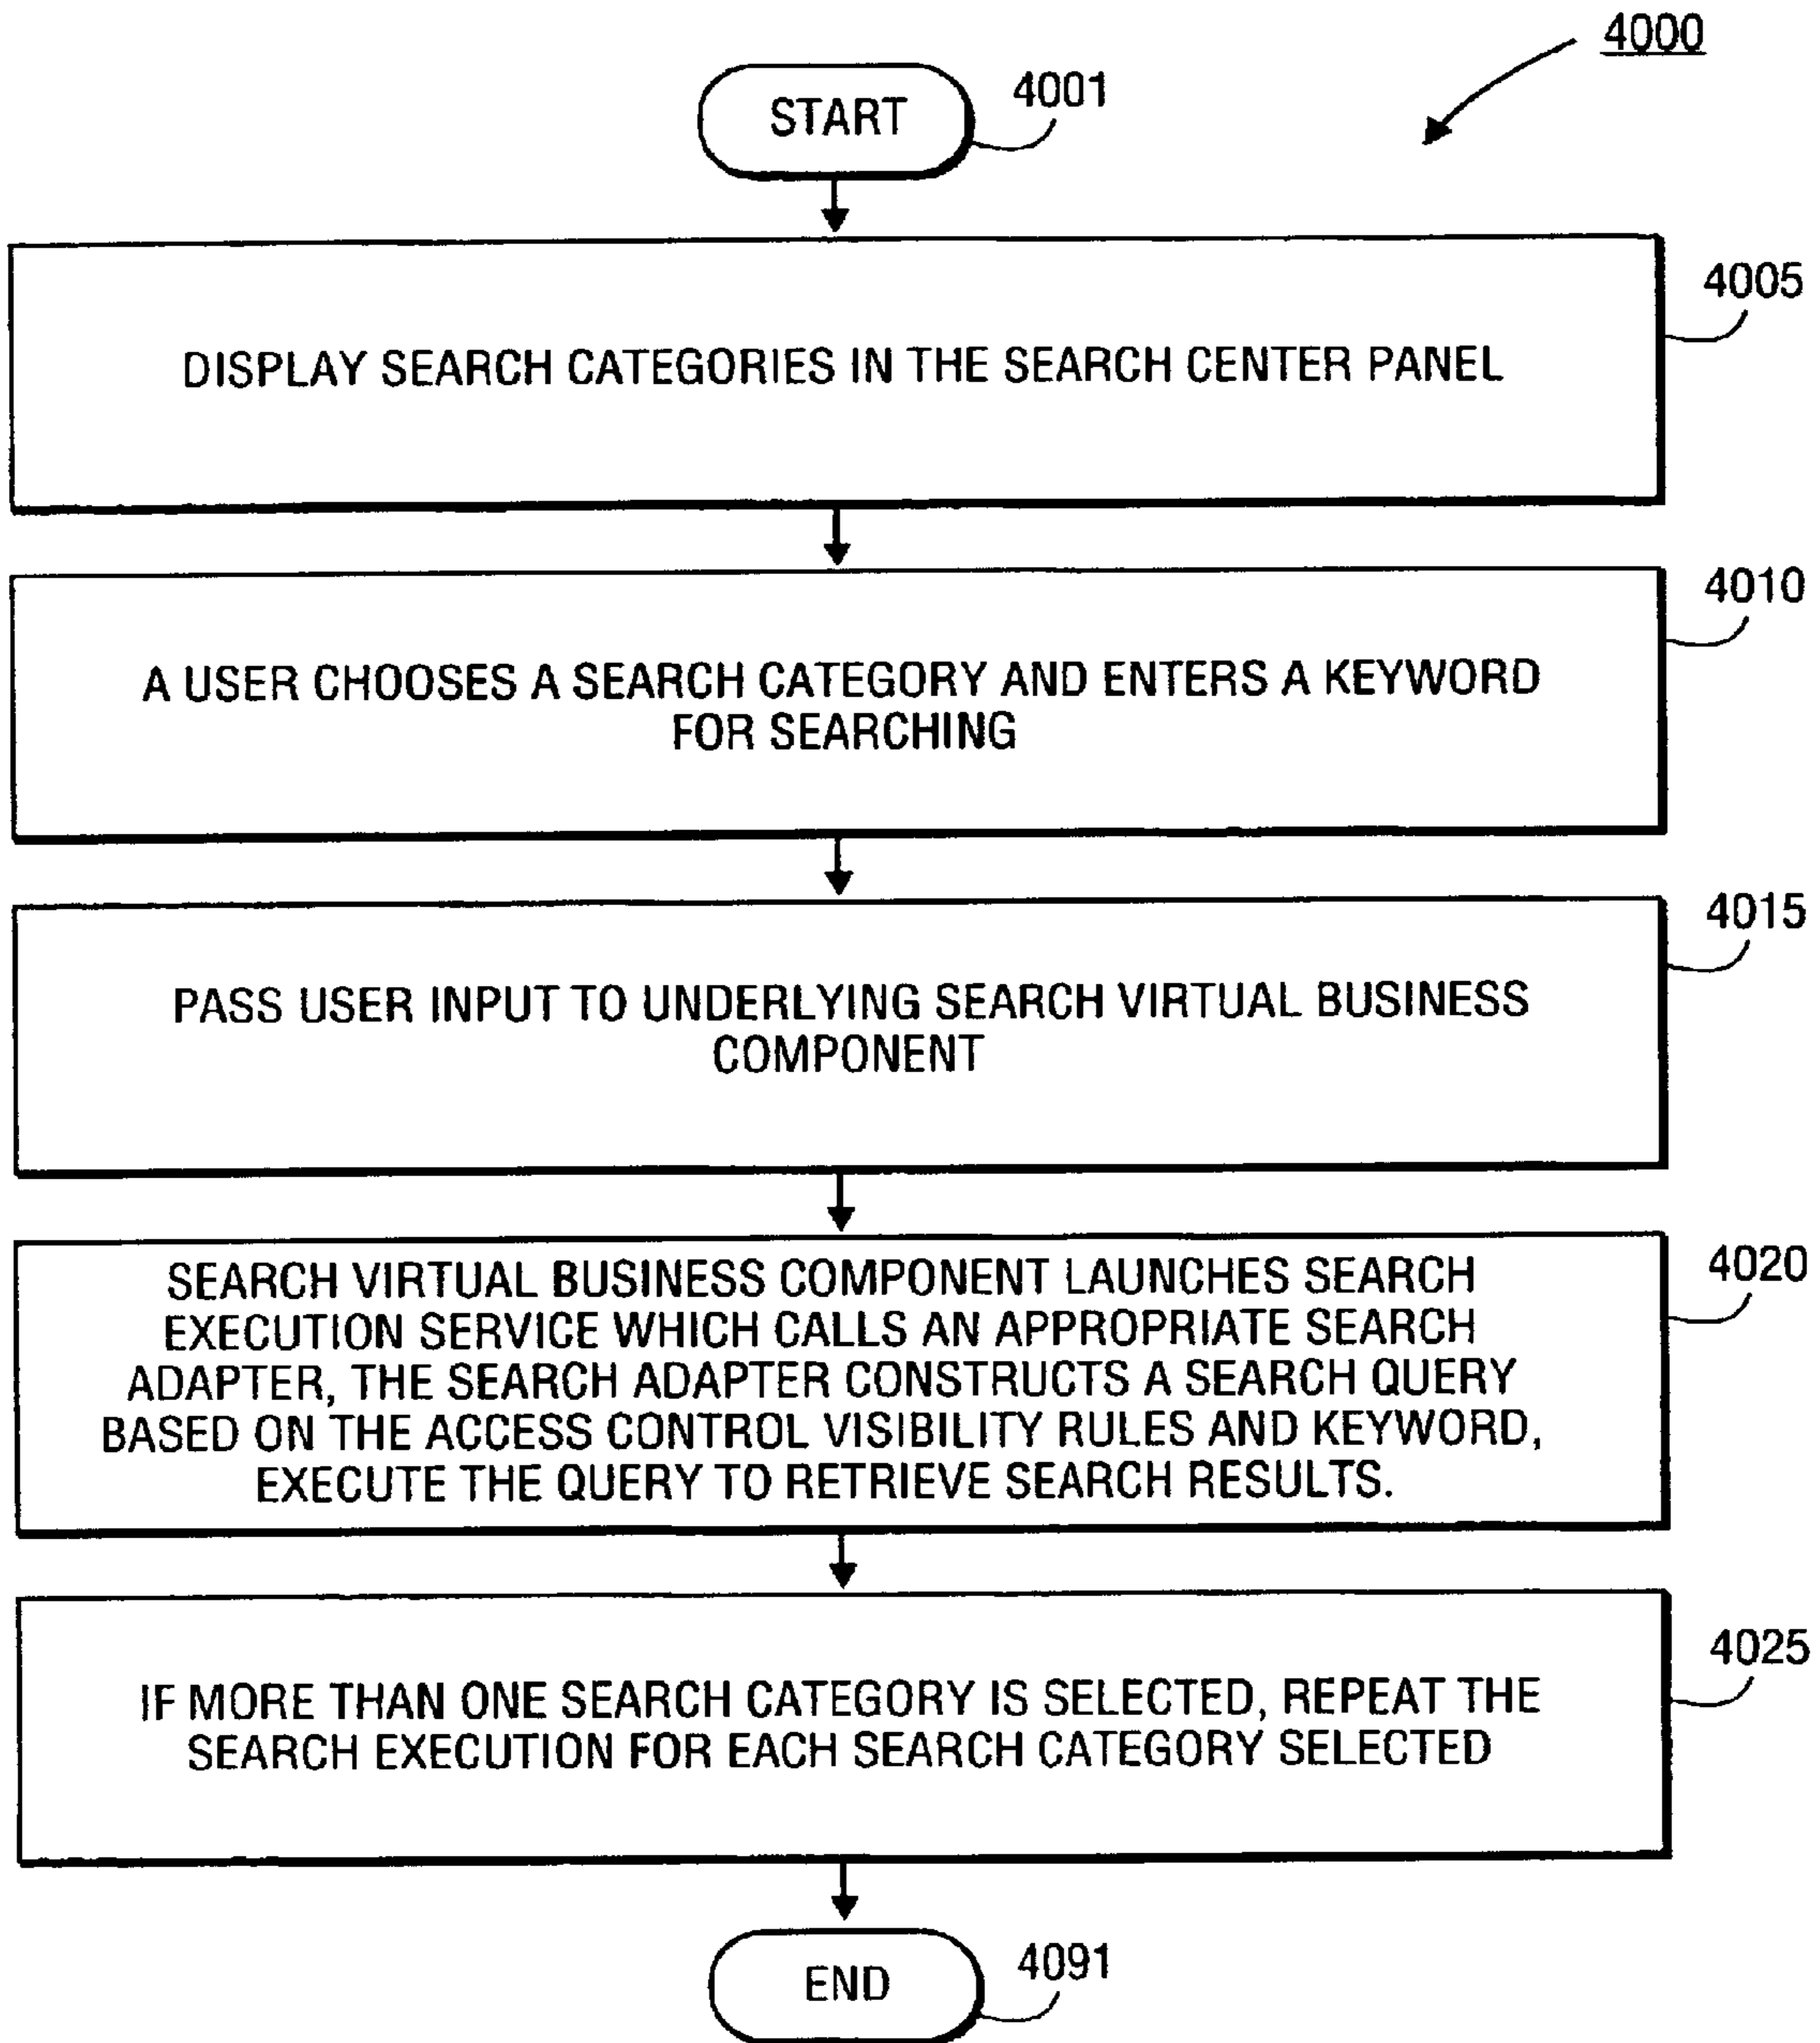 4000
START
4001
4005
DISPLAY SEARCH CATEGORIES IN THE SEARCH CENTER PANEL
4010
A USER CHOOSES A SEARCH CATEGORY AND ENTERS A KEYWORD
FOR SEARCHING
4015
PASS USER INPUT TO UNDERLYING SEARCH VIRTUAL BUSINESS
COMPONENT
4020
SEARCH VIRTUAL BUSINESS COMPONENT LAUNCHES SEARCH
EXECUTION SERVICE WHICH CALLS AN APPROPRIATE SEARCH
ADAPTER, THE SEARCH ADAPTER CONSTRUCTS A SEARCH QUERY
BASED ON THE ACCESS CONTROL VISIBILITY RULES AND KEYWORD,
EXECUTE THE QUERY TO RETRIEVE SEARCH RESULTS.
4025
IF MORE THAN ONE SEARCH CATEGORY IS SELECTED, REPEAT THE
SEARCH EXECUTION FOR EACH SEARCH CATEGORY SELECTED
END
4091